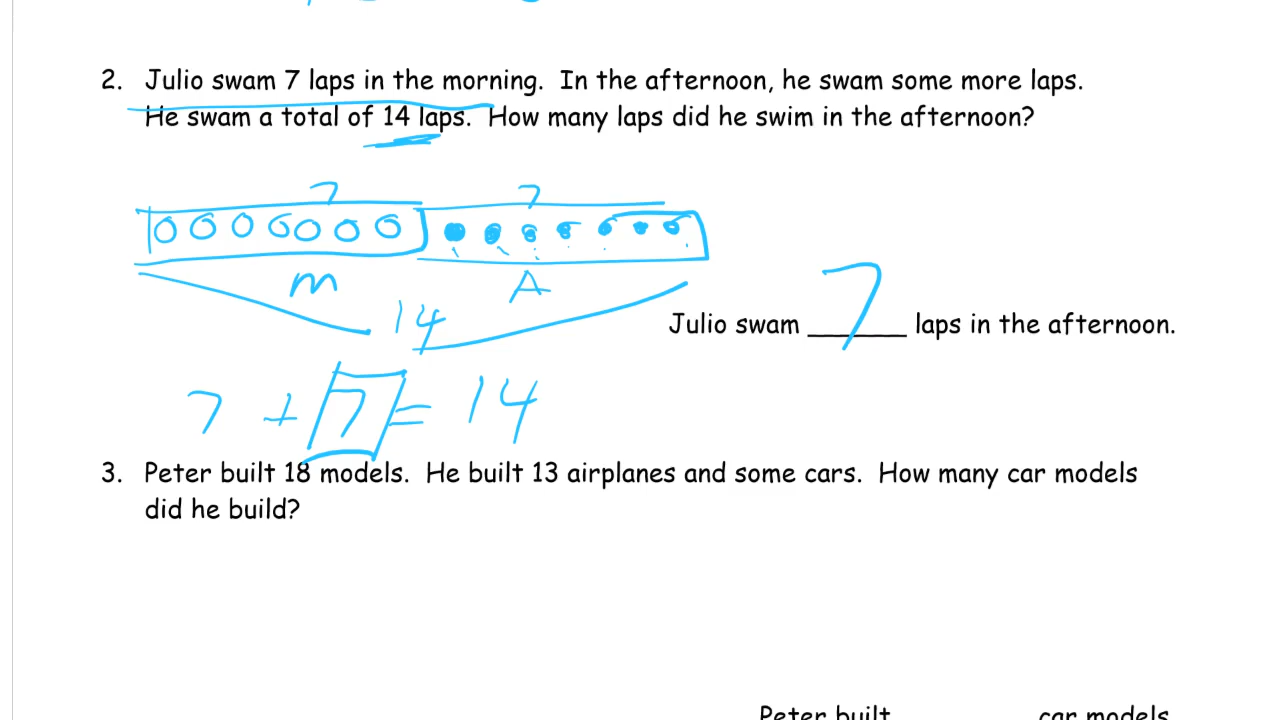 2. Julio swam 7 laps in the morning. In the afternoon, he swam some more laps.
He swam a total of 14 laps. How many laps did he swim in the afternoon?
7 7
M A
14
Julio swam 7 laps in the afternoon.
7 + 7 = 14
3. Peter built 18 models. He built 13 airplanes and some cars. How many car models
did he build?
Peter built ______ car models